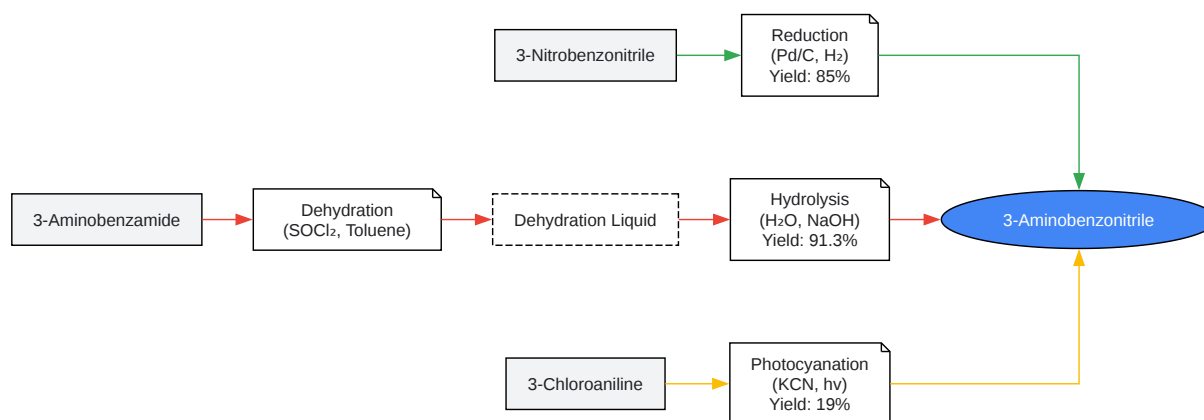 3-Nitrobenzonitrile
Reduction
(Pd/C, H₂)
Yield: 85%
3-Aminobenzamide
Dehydration
(SOCl₂, Toluene)
Dehydration Liquid
Hydrolysis
(H₂O, NaOH)
Yield: 91.3%
3-Aminobenzonitrile
3-Chloroaniline
Photocyanation
(KCN, hv)
Yield: 19%